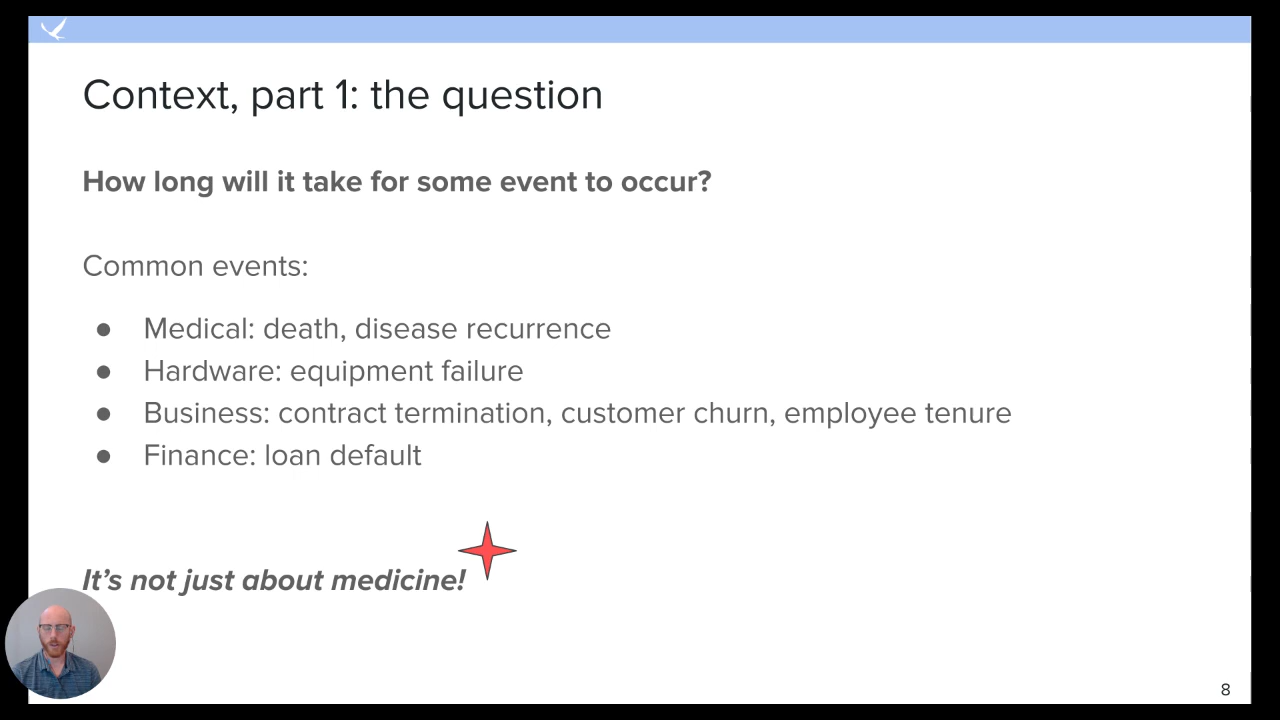 Context, part 1: the question
How long will it take for some event to occur?
Common events:
● Medical: death, disease recurrence
● Hardware: equipment failure
● Business: contract termination, customer churn, employee tenure
● Finance: loan default
It’s not just about medicine!
8